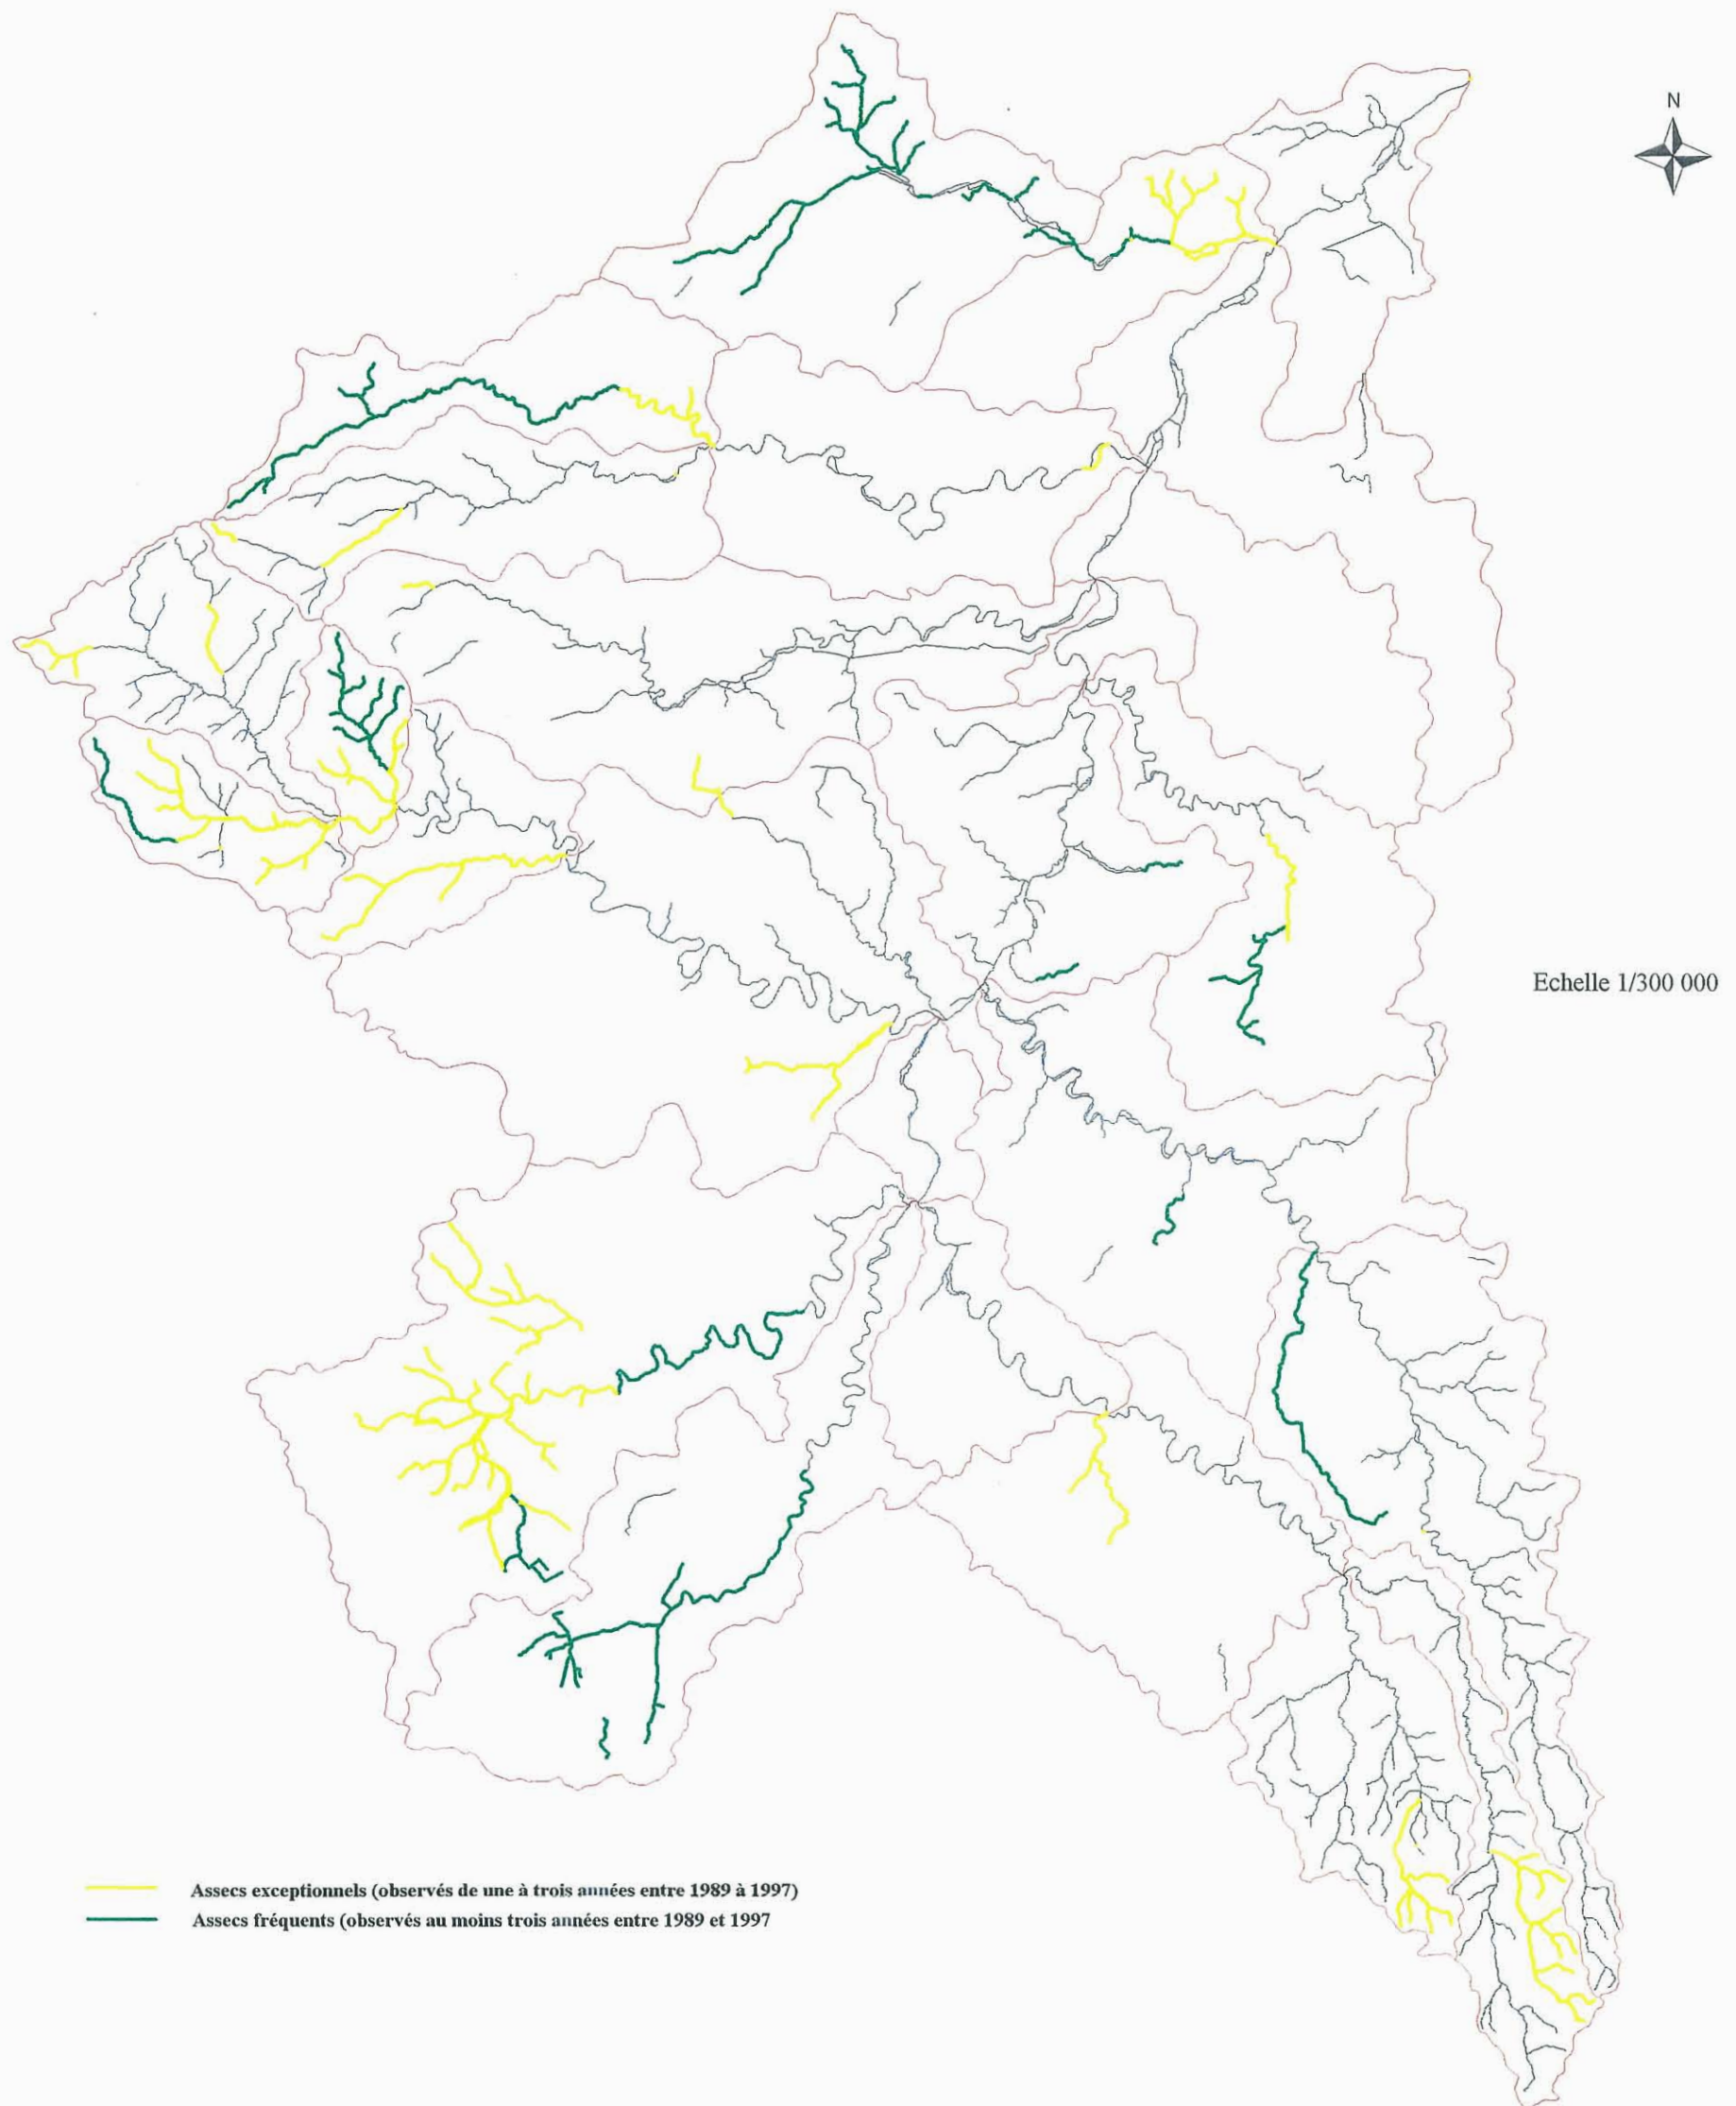 N
Echelle 1/300 000
Assecs exceptionnels (observés de une à trois années entre 1989 à 1997)
Assecs fréquents (observés au moins trois années entre 1989 et 1997